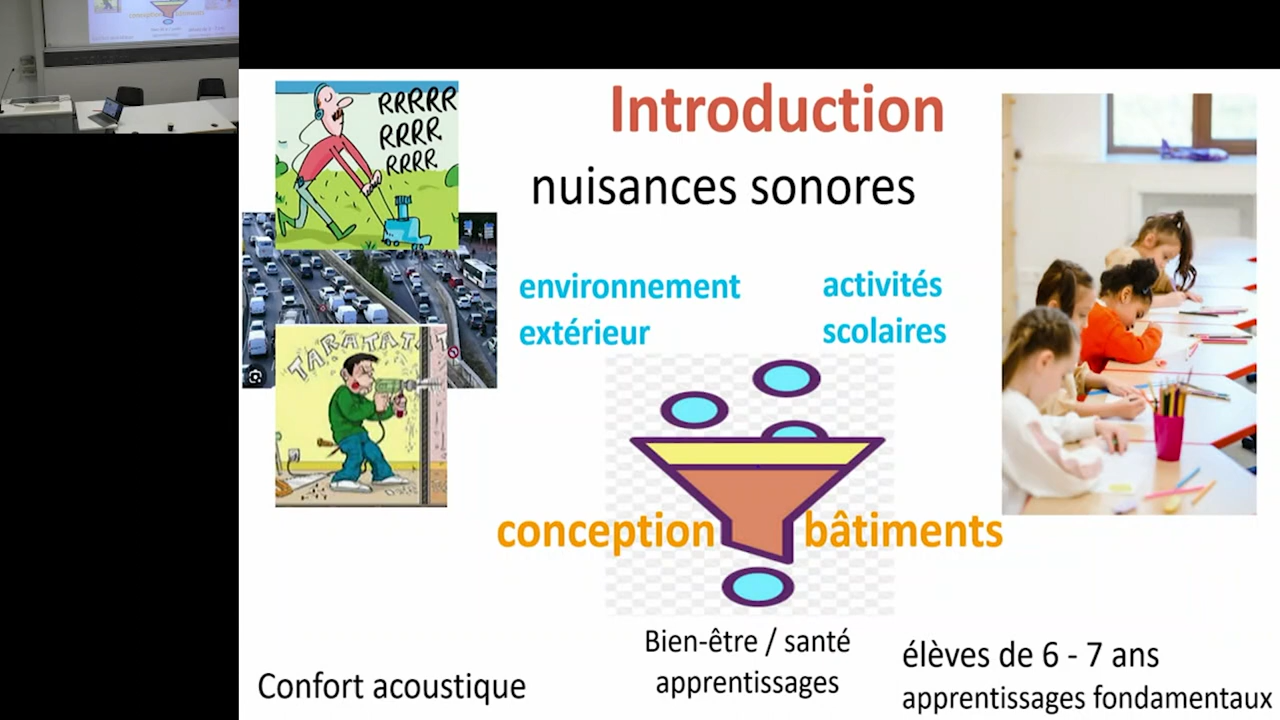 Introduction
nuisances sonores
RRRRR
RRRR
RRRR
environnement
extérieur
activités
scolaires
TARATATAT
conception bâtiments
Bien-être / santé
apprentissages
Confort acoustique
élèves de 6 - 7 ans
apprentissages fondamentaux